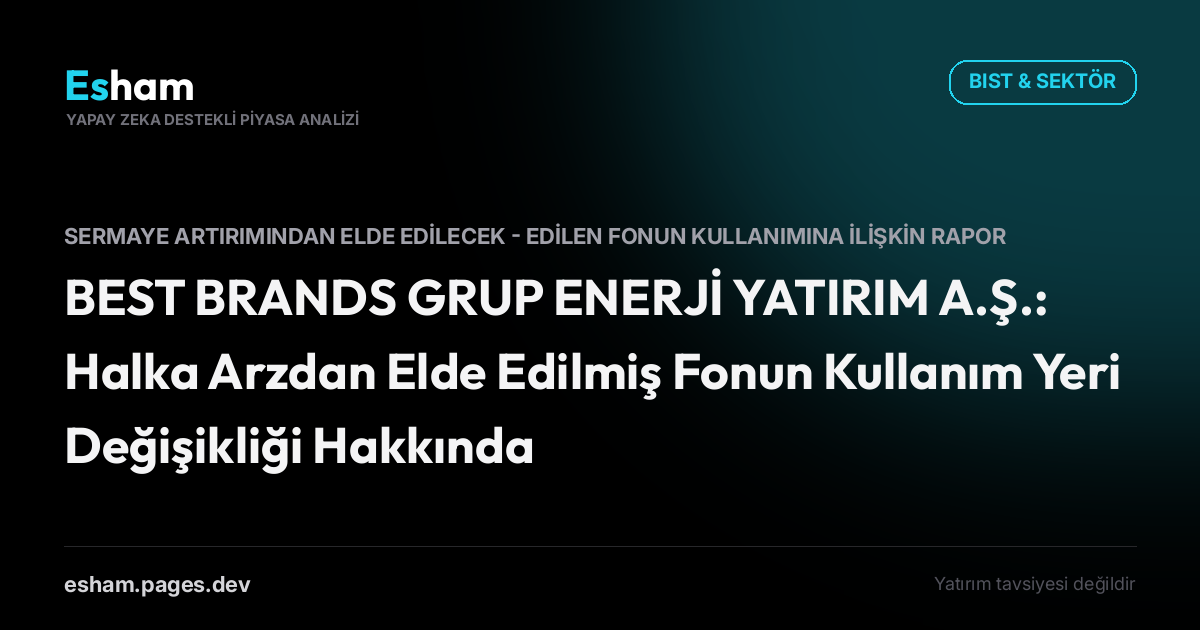 Esham
YAPAY ZEKA DESTEKLİ PİYASA ANALİZİ
BIST & SEKTÖR
SERMAYE ARTIRIMINDAN ELDE EDİLECEK - EDİLEN FONUN KULLANIMINA İLİŞKİN RAPOR
BEST BRANDS GRUP ENERJİ YATIRIM A.Ş.:
Halka Arzdan Elde Edilmiş Fonun Kullanım Yeri
Değişikliği Hakkında
esham.pages.dev
Yatırım tavsiyesi değildir